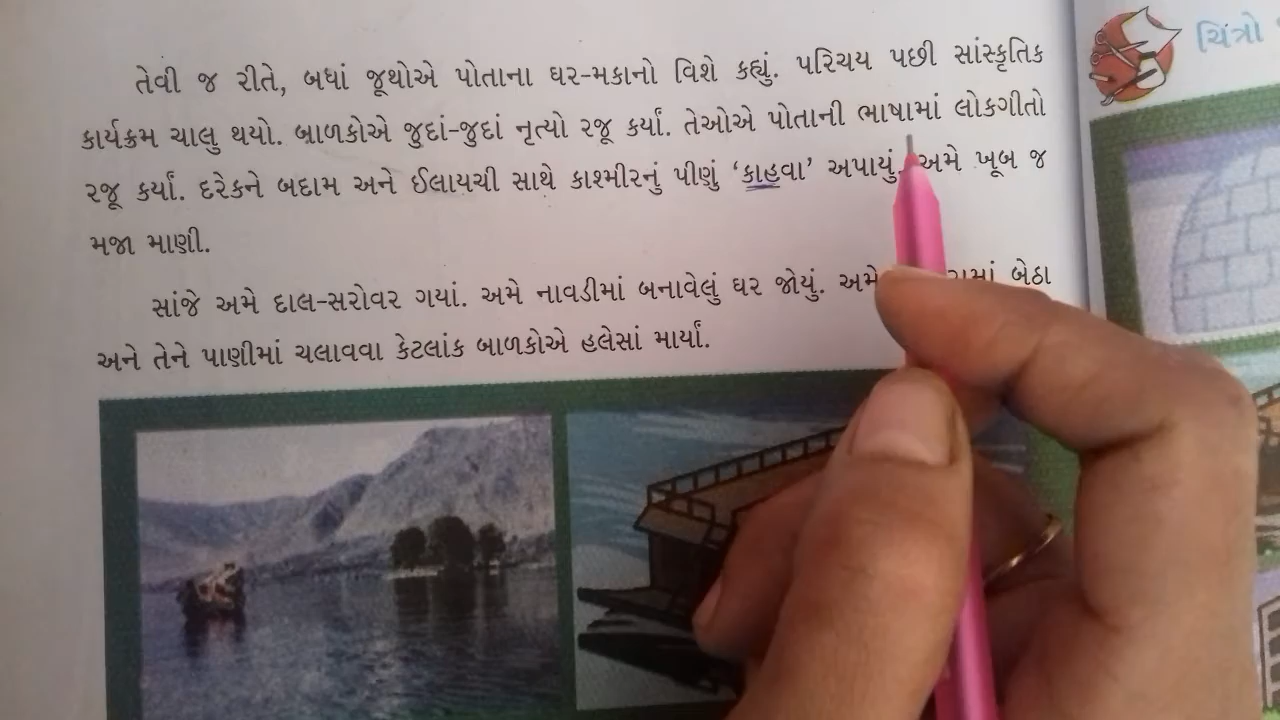 તેવી જ રીતે, બધાં જૂથોએ પોતાના ઘર-મકાનો વિશે કહ્યું. પરિચય પછી સાંસ્કૃતિક
કાર્યક્રમ ચાલુ થયો. બાળકોએ જુદાં-જુદાં નૃત્યો રજૂ કર્યાં. તેઓએ પોતાની ભાષામાં લોકગીતો
રજૂ કર્યાં. દરેકને બદામ અને ઈલાયચી સાથે કાશ્મીરનું પીણું ‘કાહવા’ અપાયું. અમે ખૂબ જ
મજા માણી.
સાંજે અમે દાલ-સરોવર ગયાં. અમે નાવડીમાં બનાવેલું ઘર જોયું. અમે બેઠા
અને તેને પાણીમાં ચલાવવા કેટલાંક બાળકોએ હલેસાં માર્યાં.
ચિત્રો